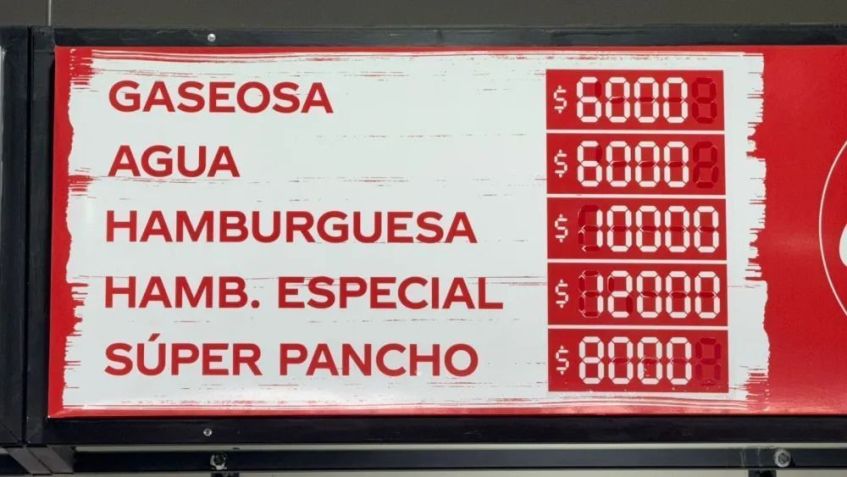 GASEOSA $ 6000
AGUA $ 6000
HAMBURGUESA $ 10000
HAMB. ESPECIAL $ 12000
SÚPER PANCHO $ 8000